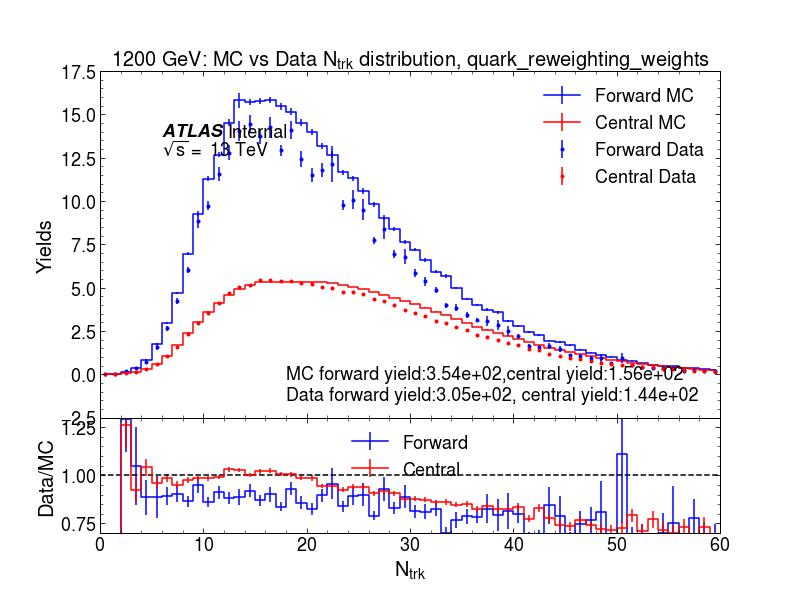 1200 GeV: MC vs Data Ntrk distribution, quark_reweighting_weights
17.5
15.0
12.5
10.0
7.5
5.0
2.5
0.0
2.5
Yields
ATLAS Internal
√s = 13 TeV
Forward MC
Central MC
Forward Data
Central Data
MC forward yield:3.54e+02,central yield:1.56e+02
Data forward yield:3.05e+02, central yield:1.44e+02
1.25
1.00
0.75
Data/MC
Forward
Central
0 10 20 30 40 50 60
Ntrk